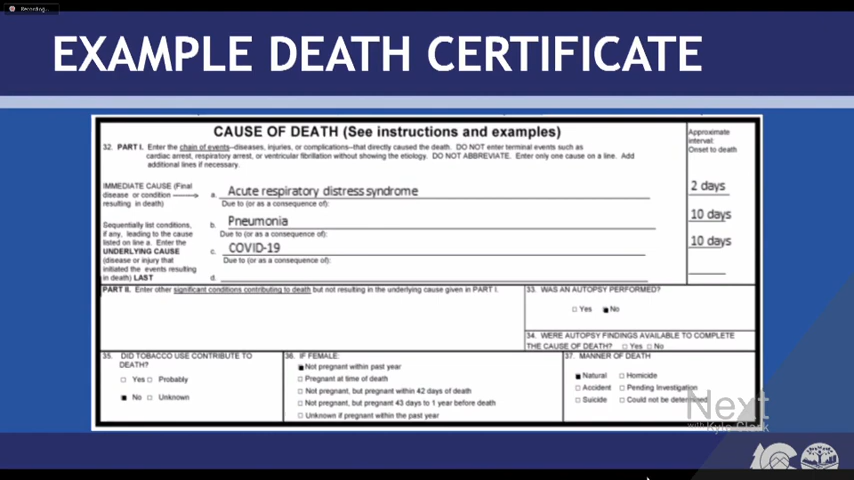 Recording...
EXAMPLE DEATH CERTIFICATE
CAUSE OF DEATH (See instructions and examples)
32. PART I. Enter the chain of events--diseases, injuries, or complications--that directly caused the death. DO NOT enter terminal events such as
cardiac arrest, respiratory arrest, or ventricular fibrillation without showing the etiology. DO NOT ABBREVIATE. Enter only one cause on a line. Add
additional lines if necessary.
Approximate
interval:
Onset to death
IMMEDIATE CAUSE (Final
disease or condition
resulting in death)
a. Acute respiratory distress syndrome
2 days
Due to (or as a consequence of):
Sequentially list conditions,
if any, leading to the cause
listed on line a. Enter the
UNDERLYING CAUSE
(disease or injury that
initiated the events resulting
in death) LAST
b. Pneumonia
10 days
Due to (or as a consequence of):
c. COVID-19
10 days
Due to (or as a consequence of):
d.
PART II. Enter other significant conditions contributing to death but not resulting in the underlying cause given in PART I.
33. WAS AN AUTOPSY PERFORMED?
Yes No
34. WERE AUTOPSY FINDINGS AVAILABLE TO COMPLETE
THE CAUSE OF DEATH? Yes No
35. DID TOBACCO USE CONTRIBUTE TO
DEATH?
Yes Probably
No Unknown
36. IF FEMALE:
Not pregnant within past year
Pregnant at time of death
Not pregnant, but pregnant within 42 days of death
Not pregnant, but pregnant 43 days to 1 year before death
Unknown if pregnant within the past year
37. MANNER OF DEATH
Natural Homicide
Accident Pending Investigation
Suicide Could not be determined
Next
with Kyle Clark